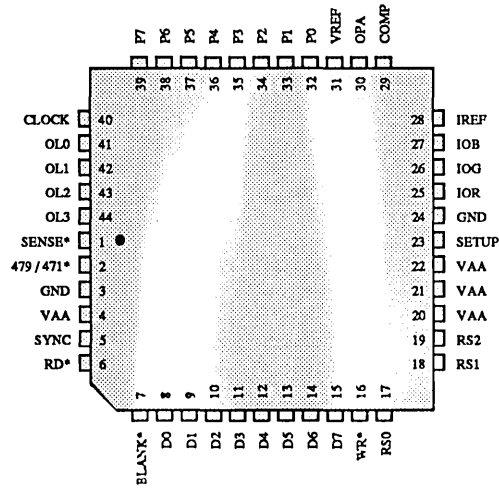 P7 P6 P5 P4 P3 P2 P1 P0 VREF OPA COMP
39 38 37 36 35 34 33 32 31 30 29
CLOCK 40 28 IREF
OL0 41 27 IOB
OL1 42 26 IOG
OL2 43 25 IOR
OL3 44 24 GND
SENSE* 1 23 SETUP
479 / 471* 2 22 VAA
GND 3 21 VAA
VAA 4 20 VAA
SYNC 5 19 RS2
RD* 6 18 RS1
7 8 9 10 11 12 13 14 15 16 17
BLANK* D0 D1 D2 D3 D4 D5 D6 D7 WR* RS0